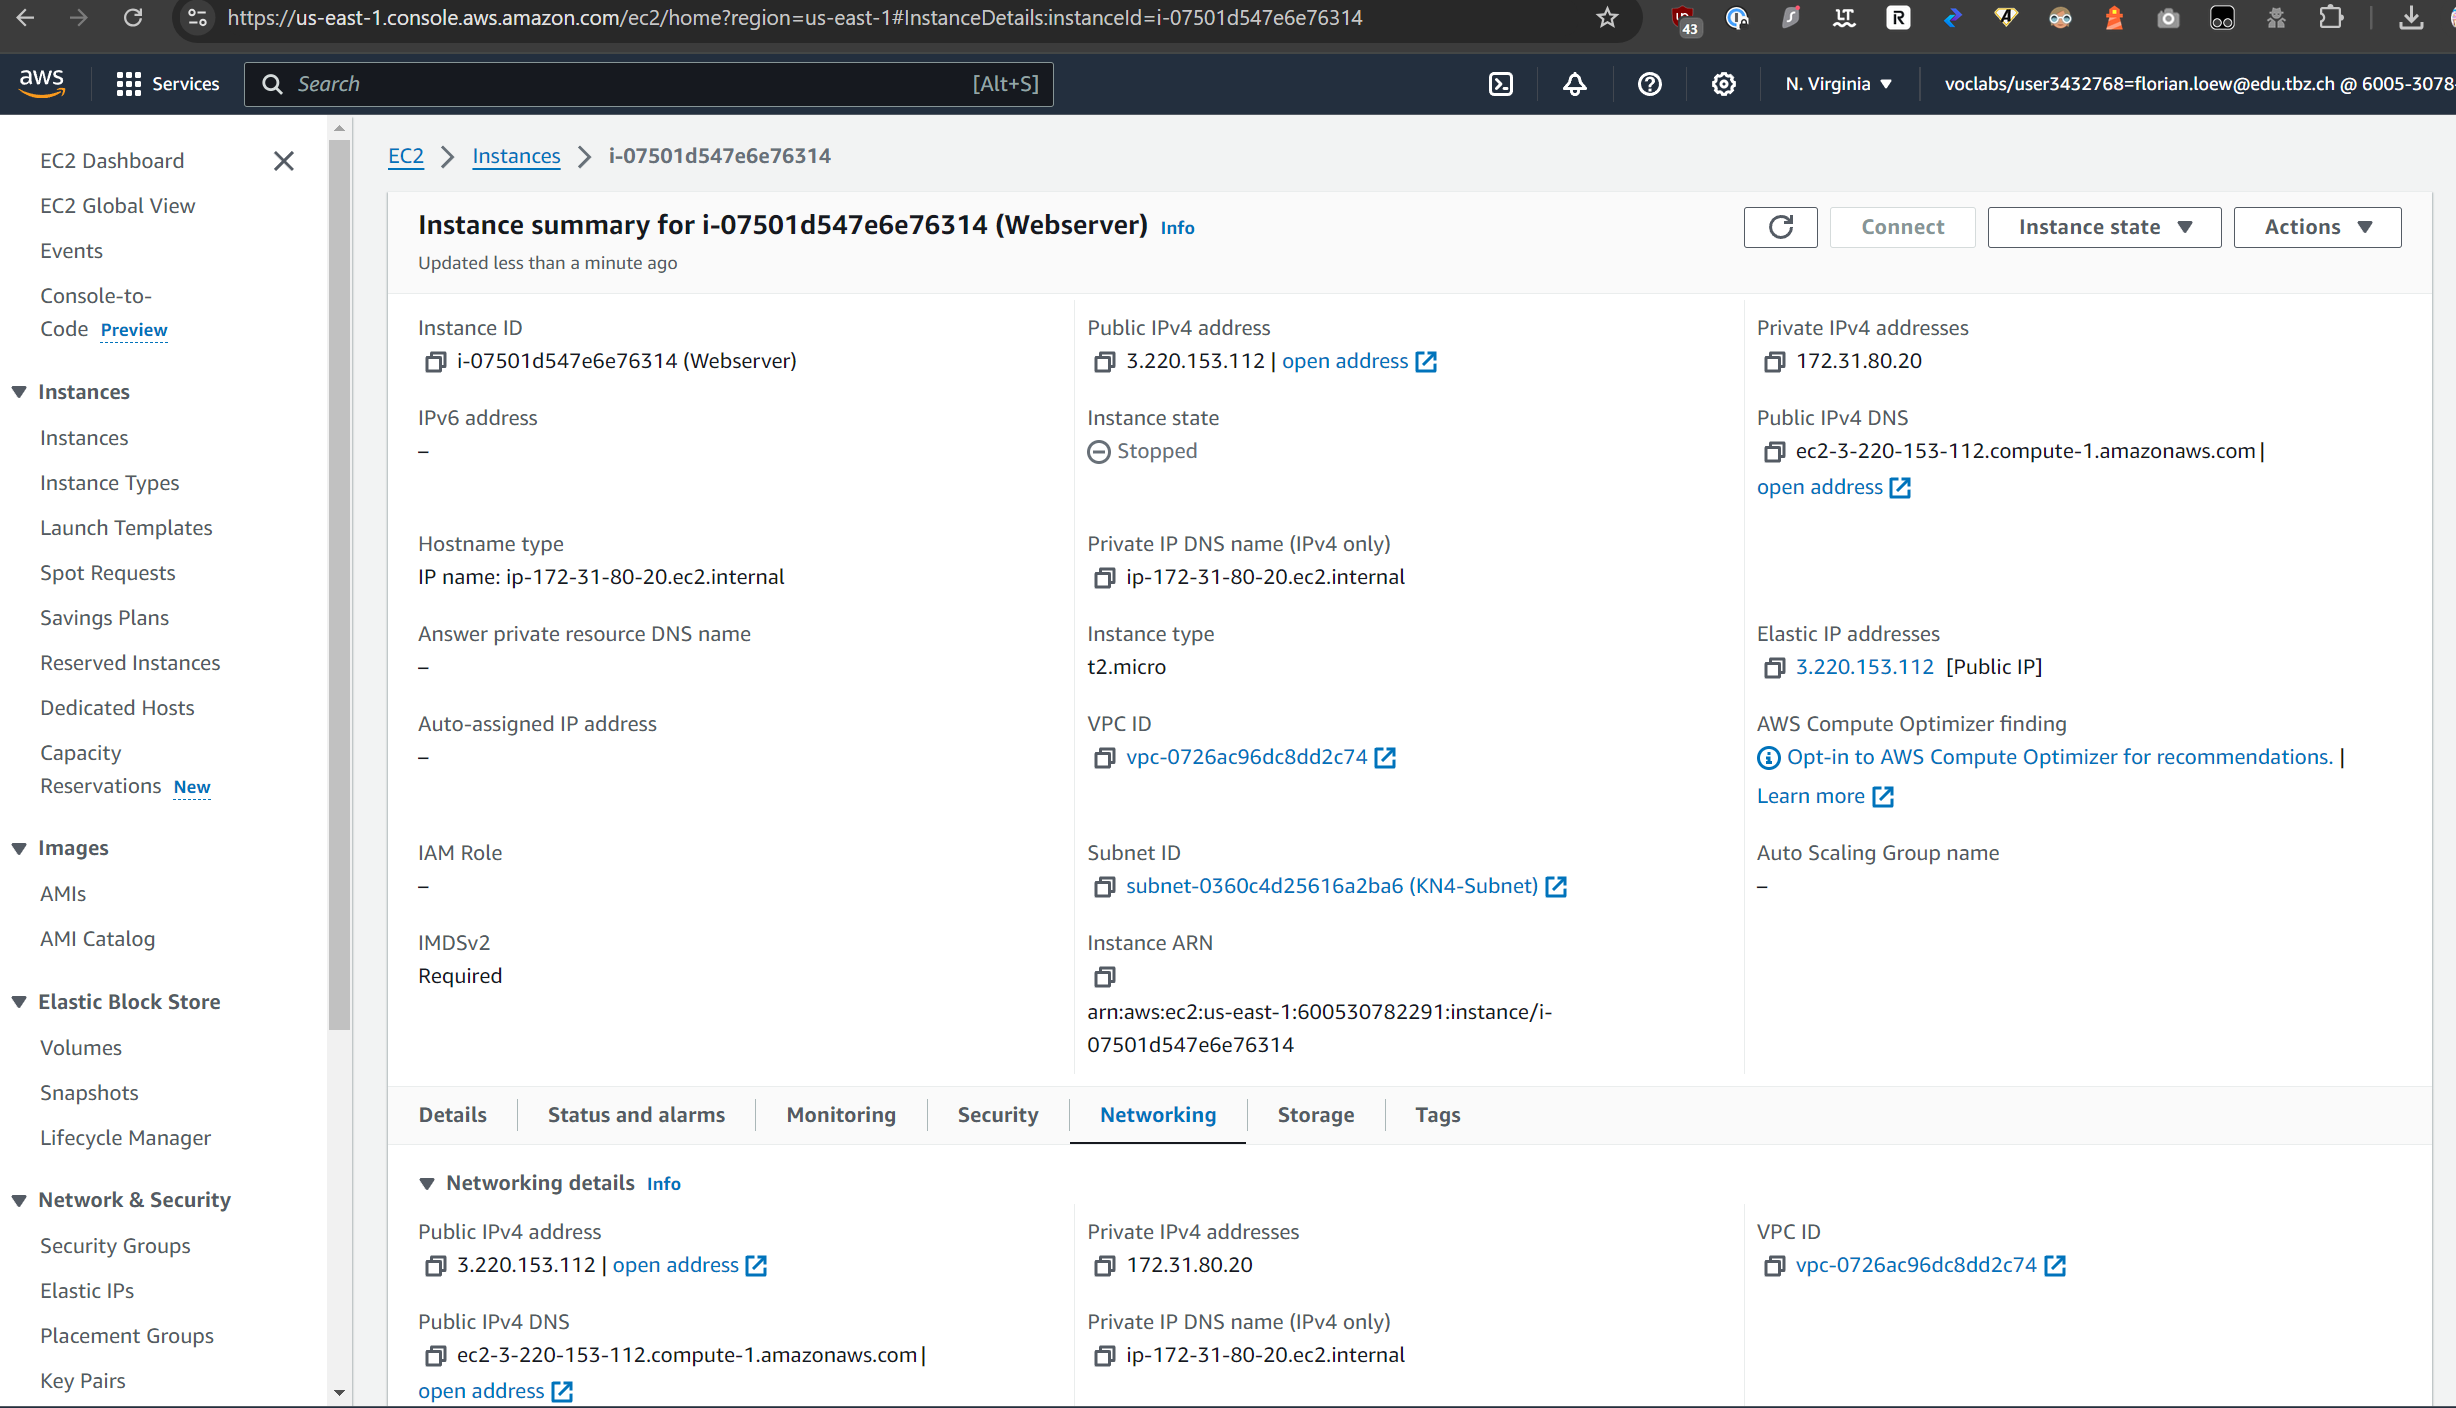 https://us-east-1.console.aws.amazon.com/ec2/home?region=us-east-1#InstanceDetails:instanceId=i-07501d547e6e76314
43
aws
Services
Search
[Alt+S]
N. Virginia
voclabs/user3432768=florian.loew@edu.tbz.ch @ 6005-3078-
EC2 Dashboard
EC2 Global View
Events
Console-to-
Code Preview
Instances
Instances
Instance Types
Launch Templates
Spot Requests
Savings Plans
Reserved Instances
Dedicated Hosts
Capacity
Reservations New
Images
AMIs
AMI Catalog
Elastic Block Store
Volumes
Snapshots
Lifecycle Manager
Network & Security
Security Groups
Elastic IPs
Placement Groups
Key Pairs
EC2 > Instances > i-07501d547e6e76314
Instance summary for i-07501d547e6e76314 (Webserver) Info
Updated less than a minute ago
Connect
Instance state
Actions
Instance ID
i-07501d547e6e76314 (Webserver)
Public IPv4 address
3.220.153.112 | open address
Private IPv4 addresses
172.31.80.20
IPv6 address
–
Instance state
Stopped
Public IPv4 DNS
ec2-3-220-153-112.compute-1.amazonaws.com |
open address
Hostname type
IP name: ip-172-31-80-20.ec2.internal
Private IP DNS name (IPv4 only)
ip-172-31-80-20.ec2.internal
Answer private resource DNS name
–
Instance type
t2.micro
Elastic IP addresses
3.220.153.112 [Public IP]
Auto-assigned IP address
–
VPC ID
vpc-0726ac96dc8dd2c74
AWS Compute Optimizer finding
Opt-in to AWS Compute Optimizer for recommendations. |
Learn more
IAM Role
–
Subnet ID
subnet-0360c4d25616a2ba6 (KN4-Subnet)
Auto Scaling Group name
–
IMDSv2
Required
Instance ARN
arn:aws:ec2:us-east-1:600530782291:instance/i-
07501d547e6e76314
Details
Status and alarms
Monitoring
Security
Networking
Storage
Tags
Networking details Info
Public IPv4 address
3.220.153.112 | open address
Private IPv4 addresses
172.31.80.20
VPC ID
vpc-0726ac96dc8dd2c74
Public IPv4 DNS
ec2-3-220-153-112.compute-1.amazonaws.com |
open address
Private IP DNS name (IPv4 only)
ip-172-31-80-20.ec2.internal